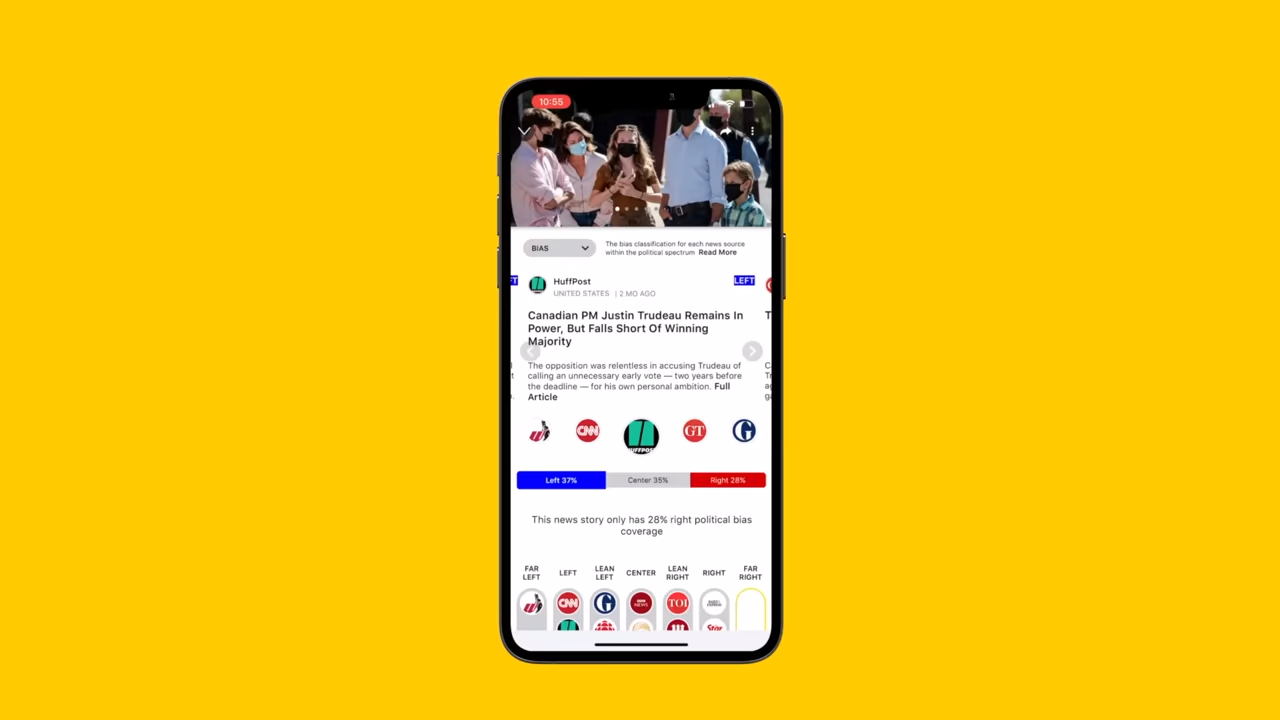 10:55
BIAS
The bias classification for each news source
within the political spectrum Read More
HuffPost
LEFT
UNITED STATES | 2 MO AGO
Canadian PM Justin Trudeau Remains In
Power, But Falls Short Of Winning
Majority
The opposition was relentless in accusing Trudeau of
calling an unnecessary early vote — two years before
the deadline — for his own personal ambition. Full
Article
CNN
HUFFPOST
GT
G
Left 37%
Center 35%
Right 28%
This news story only has 28% right political bias
coverage
FAR
LEFT
LEFT
LEAN
LEFT
CENTER
LEAN
RIGHT
RIGHT
FAR
RIGHT
CNN
G
NEWS
TOI
Star